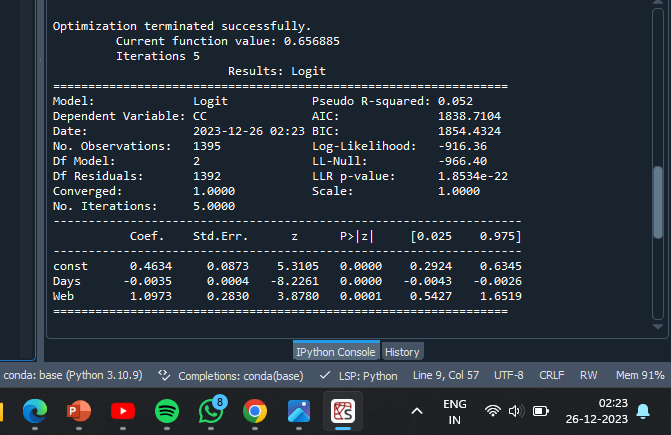 Optimization terminated successfully.
Current function value: 0.656885
Iterations 5
Results: Logit
=================================================================
Model: Logit Pseudo R-squared: 0.052
Dependent Variable: CC AIC: 1838.7104
Date: 2023-12-26 02:23 BIC: 1854.4324
No. Observations: 1395 Log-Likelihood: -916.36
Df Model: 2 LL-Null: -966.40
Df Residuals: 1392 LLR p-value: 1.8534e-22
Converged: 1.0000 Scale: 1.0000
No. Iterations: 5.0000
-------------------------------------------------------------------
Coef. Std.Err. z P>|z| [0.025 0.975]
-------------------------------------------------------------------
const 0.4634 0.0873 5.3105 0.0000 0.2924 0.6345
Days -0.0035 0.0004 -8.2261 0.0000 -0.0043 -0.0026
Web 1.0973 0.2830 3.8780 0.0001 0.5427 1.6519
=================================================================
IPython Console History
conda: base (Python 3.10.9) Completions: conda(base) LSP: Python Line 9, Col 57 UTF-8 CRLF RW Mem 91%
8
ENG
IN
02:23
26-12-2023